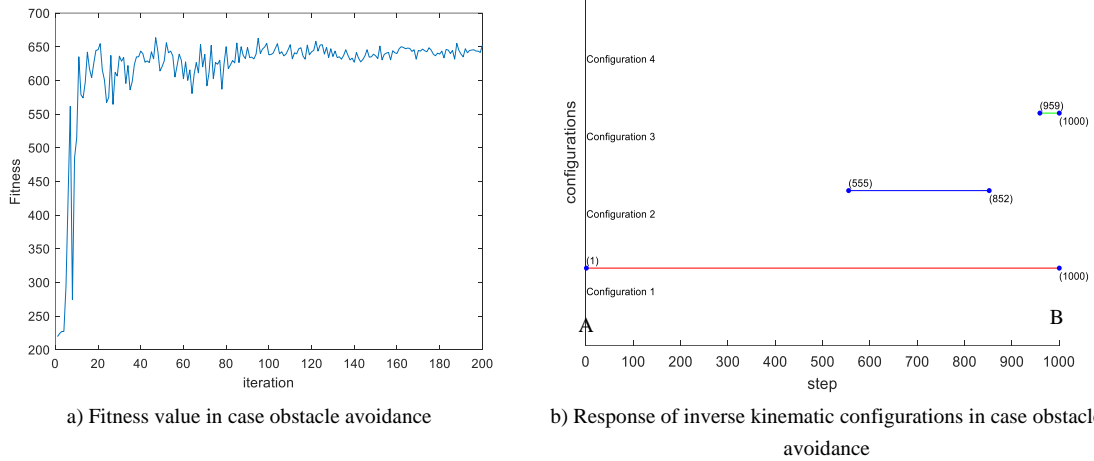 700
650
600
550
500
450
400
350
300
250
200
Fitness
0 20 40 60 80 100 120 140 160 180 200
iteration
a) Fitness value in case obstacle avoidance
configurations
Configuration 4
(959)
(1000)
Configuration 3
(555)
(852)
Configuration 2
(1)
(1000)
Configuration 1
A
B
0 100 200 300 400 500 600 700 800 900 1000
step
b) Response of inverse kinematic configurations in case obstacle
avoidance